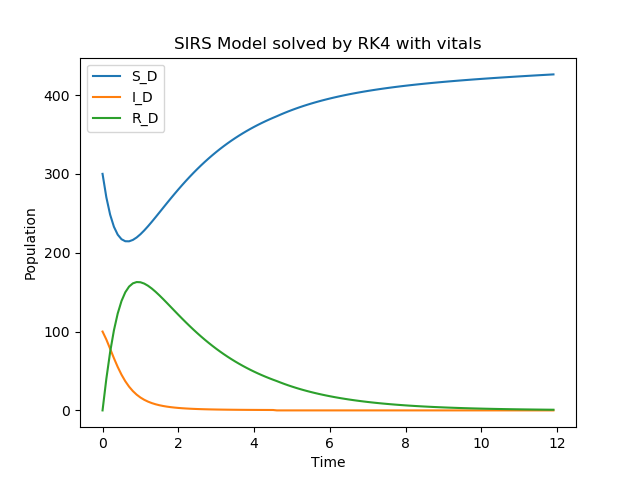 SIRS Model solved by RK4 with vitals
S_D
I_D
R_D
400
300
200
100
0
Population
0 2 4 6 8 10 12
Time